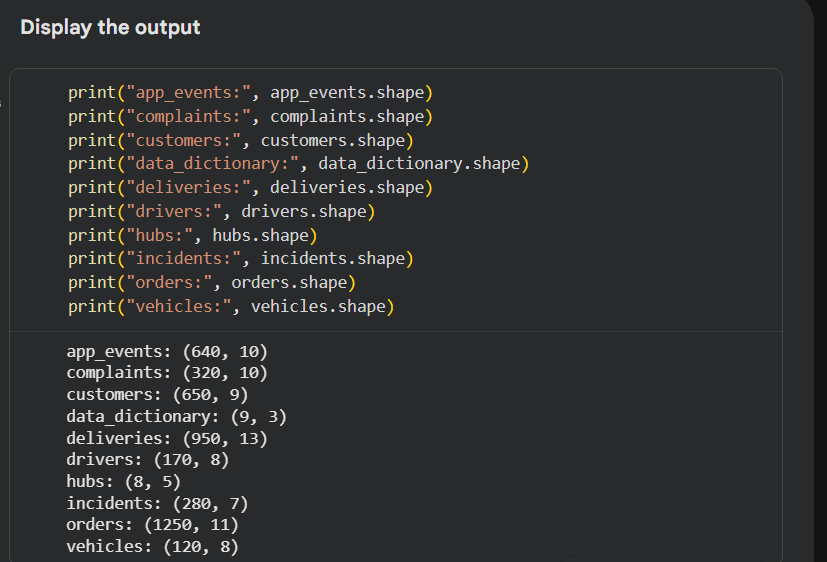 Display the output
print("app_events:", app_events.shape)
print("complaints:", complaints.shape)
print("customers:", customers.shape)
print("data_dictionary:", data_dictionary.shape)
print("deliveries:", deliveries.shape)
print("drivers:", drivers.shape)
print("hubs:", hubs.shape)
print("incidents:", incidents.shape)
print("orders:", orders.shape)
print("vehicles:", vehicles.shape)
app_events: (640, 10)
complaints: (320, 10)
customers: (650, 9)
data_dictionary: (9, 3)
deliveries: (950, 13)
drivers: (170, 8)
hubs: (8, 5)
incidents: (280, 7)
orders: (1250, 11)
vehicles: (120, 8)